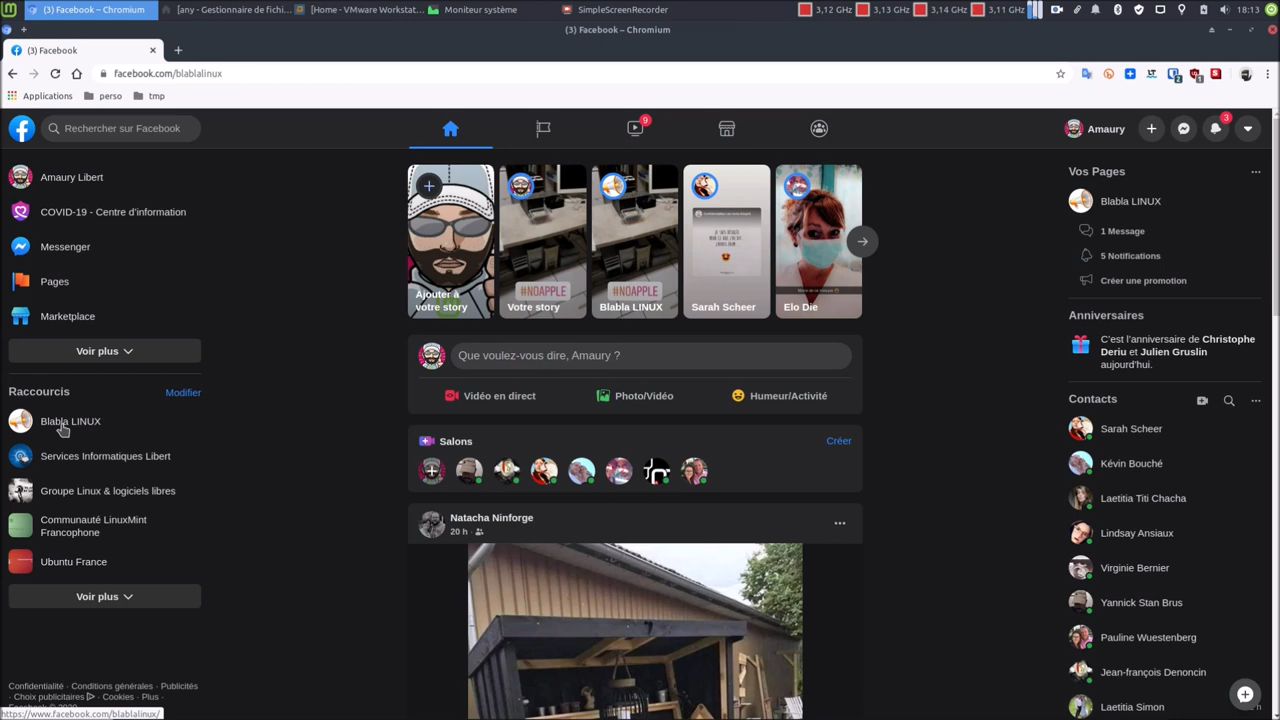 (3) Facebook – Chromium
[any - Gestionnaire de fichi...
[Home - VMware Workstat...
Moniteur système
SimpleScreenRecorder
3,12 GHz
3,13 GHz
3,14 GHz
3,11 GHz
18:13
(3) Facebook – Chromium
(3) Facebook
facebook.com/blablalinux
Applications
perso
tmp
Rechercher sur Facebook
9
Amaury
3
Amaury Libert
COVID-19 - Centre d'information
Messenger
Pages
Marketplace
Voir plus
Raccourcis
Modifier
Blabla LINUX
Services Informatiques Libert
Groupe Linux & logiciels libres
Communauté LinuxMint
Francophone
Ubuntu France
Voir plus
Confidentialité · Conditions générales · Publicités
· Choix publicitaires · Cookies · Plus ·
https://www.facebook.com/blablalinux/
Ajouter à
votre story
#NOAPPLE
Votre story
#NOAPPLE
Blabla LINUX
Sarah Scheer
Elo Die
Que voulez-vous dire, Amaury ?
Vidéo en direct
Photo/Vidéo
Humeur/Activité
Salons
Créer
Natacha Ninforge
20 h ·
Vos Pages
Blabla LINUX
1 Message
5 Notifications
Créer une promotion
Anniversaires
C'est l'anniversaire de Christophe
Deriu et Julien Gruslin
aujourd'hui.
Contacts
Sarah Scheer
Kévin Bouché
Laetitia Titi Chacha
Lindsay Ansiaux
Virginie Bernier
Yannick Stan Brus
Pauline Wuestenberg
Jean-françois Denoncin
Laetitia Simon